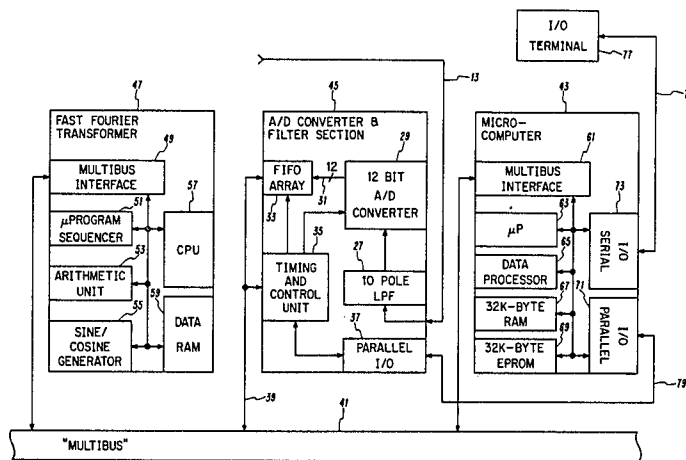 I/O
TERMINAL
77
13
47
FAST FOURIER
TRANSFORMER
49
MULTIBUS
INTERFACE
51
µPROGRAM
SEQUENCER
57
CPU
53
ARITHMETIC
UNIT
59
55
SINE/
COSINE
GENERATOR
DATA
RAM
45
A/D CONVERTER &
FILTER SECTION
29
FIFO
ARRAY
12
31
33
12 BIT
A/D
CONVERTER
35
TIMING
AND
CONTROL
UNIT
27
10 POLE
LPF
37
PARALLEL
I/O
43
MICRO-
COMPUTER
61
MULTIBUS
INTERFACE
73
63
µP
I/O
SERIAL
65
DATA
PROCESSOR
67
32K-BYTE
RAM
71
I/O
PARALLEL
69
32K-BYTE
EPROM
79
39
41
"MULTIBUS"